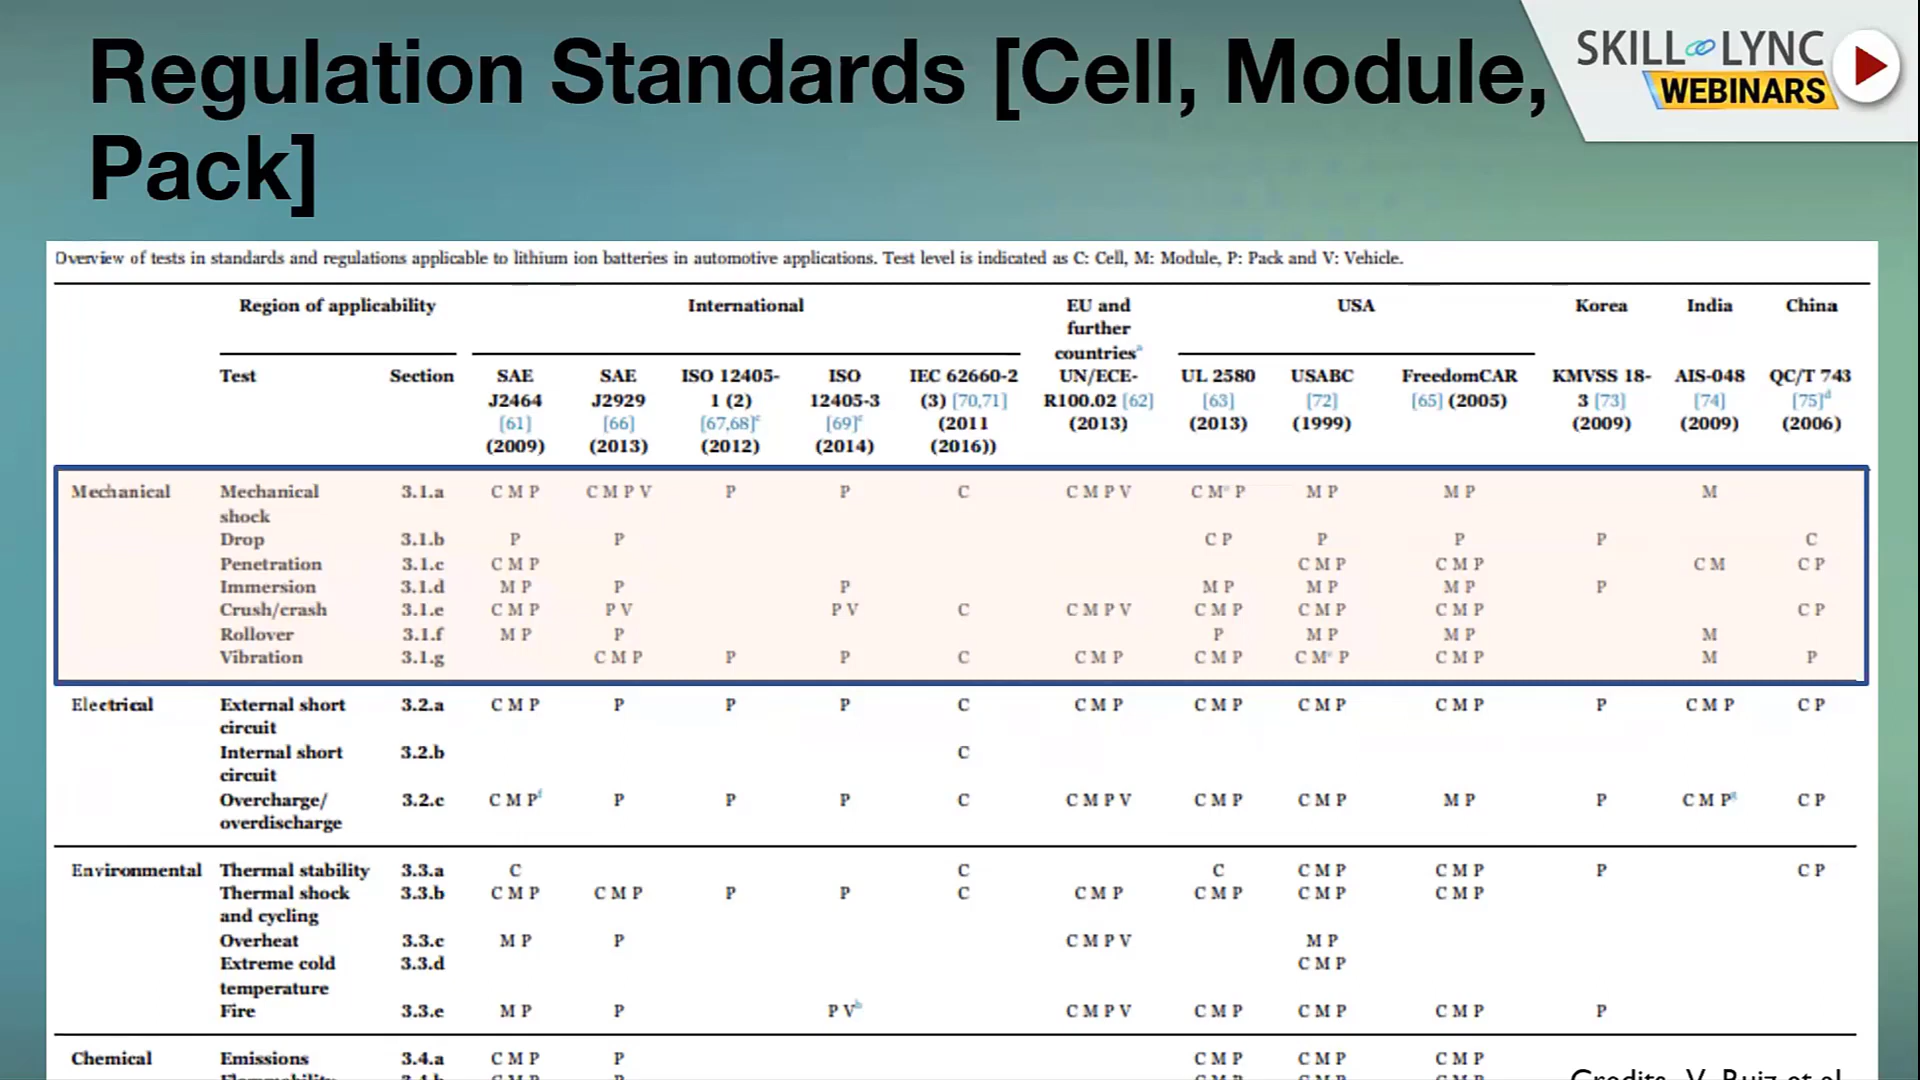 Regulation Standards [Cell, Module,
Pack]
SKILL LYNC
WEBINARS
Overview of tests in standards and regulations applicable to lithium ion batteries in automotive applications. Test level is indicated as C: Cell, M: Module, P: Pack and V: Vehicle.
Region of applicability International EU and further countriesᵃ USA Korea India China
Test Section SAE J2464 [61] (2009) SAE J2929 [66] (2013) ISO 12405-1 (2) [67,68]ᶜ (2012) ISO 12405-3 [69]ᶜ (2014) IEC 62660-2 (3) [70,71] (2011 (2016)) UN/ECE-R100.02 [62] (2013) UL 2580 [63] (2013) USABC [72] (1999) FreedomCAR [65] (2005) KMVSS 18-3 [73] (2009) AIS-048 [74] (2009) QC/T 743 [75]ᵈ (2006)
Mechanical Mechanical shock 3.1.a C M P C M P V P P C C M P V C Mᵉ P M P M P M
Drop 3.1.b P P C P P P P C
Penetration 3.1.c C M P C M P C M P C M C P
Immersion 3.1.d M P P P M P M P M P P
Crush/crash 3.1.e C M P P V P V C C M P V C M P C M P C M P C P
Rollover 3.1.f M P P P M P M P M
Vibration 3.1.g C M P P P C C M P C M P C Mᵉ P C M P M P
Electrical External short circuit 3.2.a C M P P P P C C M P C M P C M P C M P P C M P C P
Internal short circuit 3.2.b C
Overcharge/overdischarge 3.2.c C M Pᶠ P P P C C M P V C M P C M P M P P C M Pᵍ C P
Environmental Thermal stability 3.3.a C C C C M P C M P P C P
Thermal shock and cycling 3.3.b C M P C M P P P C C M P C M P C M P C M P
Overheat 3.3.c M P P C M P V M P
Extreme cold temperature 3.3.d C M P
Fire 3.3.e M P P P Vʰ C M P V C M P C M P C M P P
Chemical Emissions 3.4.a C M P P C M P C M P C M P